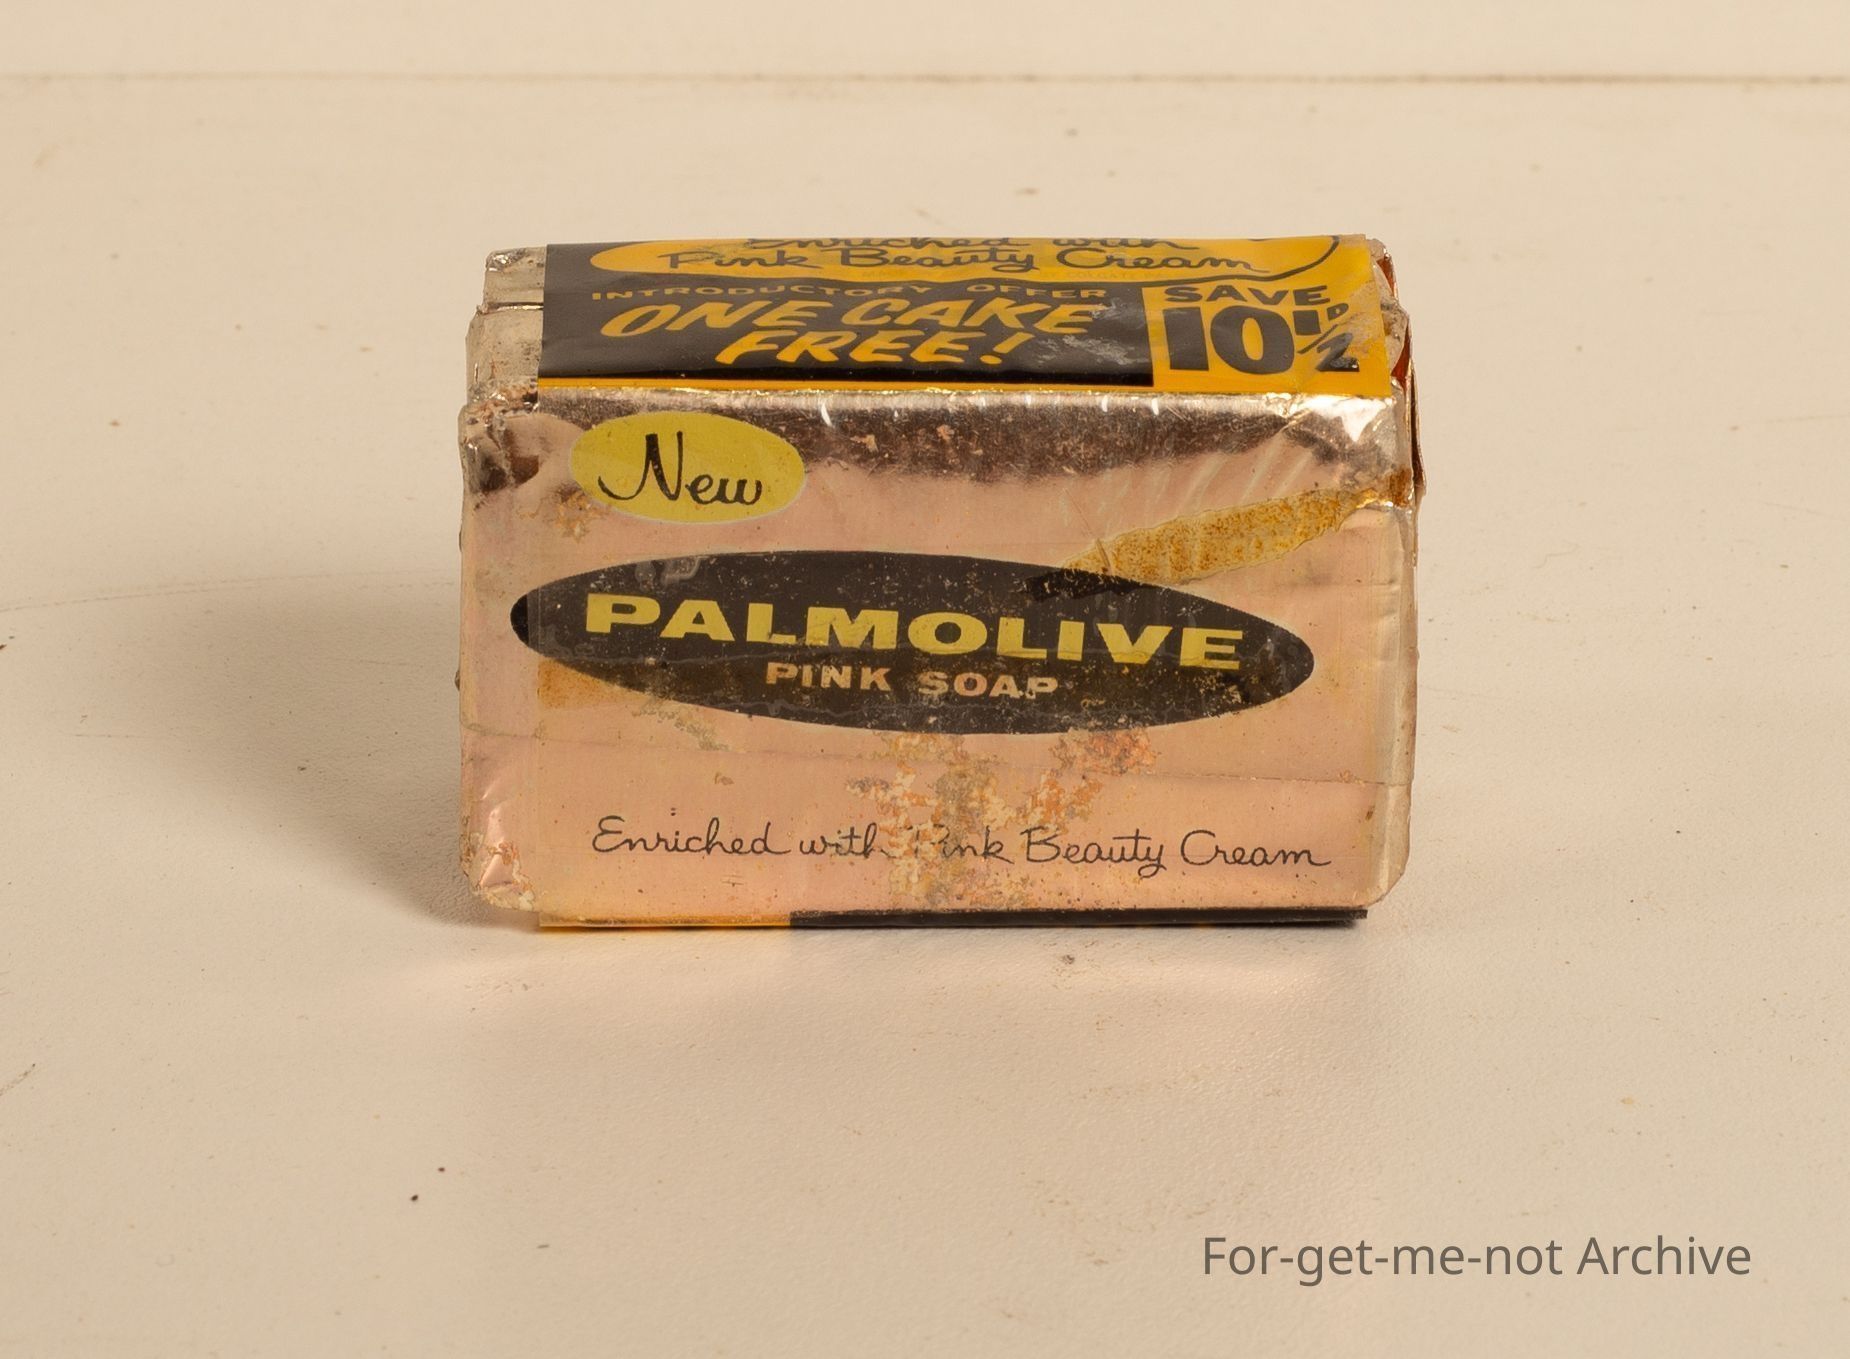 Enriched with
Pink Beauty Cream
INTRODUCTORY OFFER
ONE CAKE
FREE!
SAVE
10½D
New
PALMOLIVE
PINK SOAP
Enriched with Pink Beauty Cream
For-get-me-not Archive